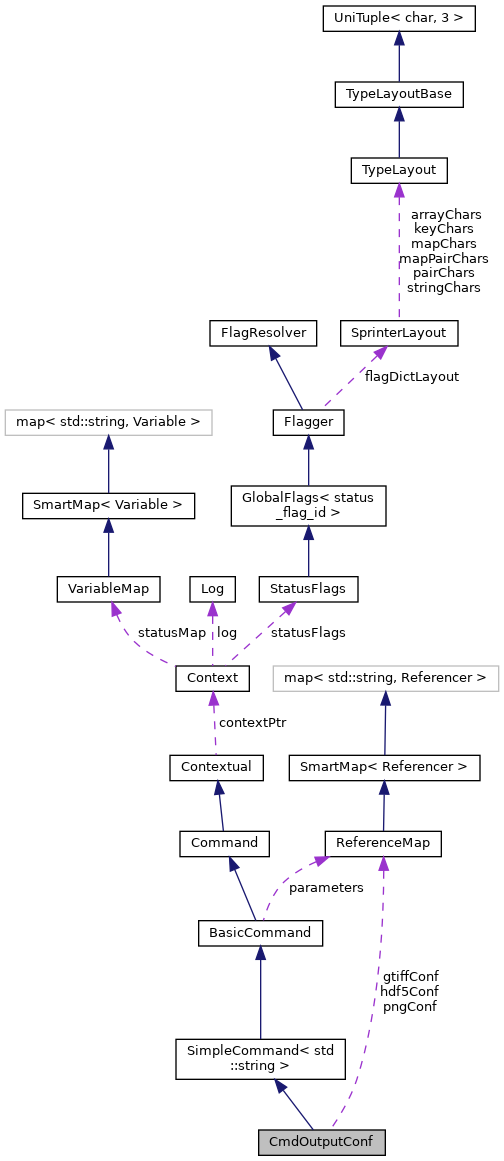 UniTuple< char, 3 >
TypeLayoutBase
TypeLayout
arrayChars
keyChars
mapChars
mapPairChars
pairChars
stringChars
FlagResolver
SprinterLayout
flagDictLayout
map< std::string, Variable >
Flagger
SmartMap< Variable >
GlobalFlags< status
_flag_id >
VariableMap
Log
StatusFlags
statusMap
log
statusFlags
Context
map< std::string, Referencer >
contextPtr
Contextual
SmartMap< Referencer >
Command
ReferenceMap
parameters
BasicCommand
gtiffConf
hdf5Conf
pngConf
SimpleCommand< std
::string >
CmdOutputConf